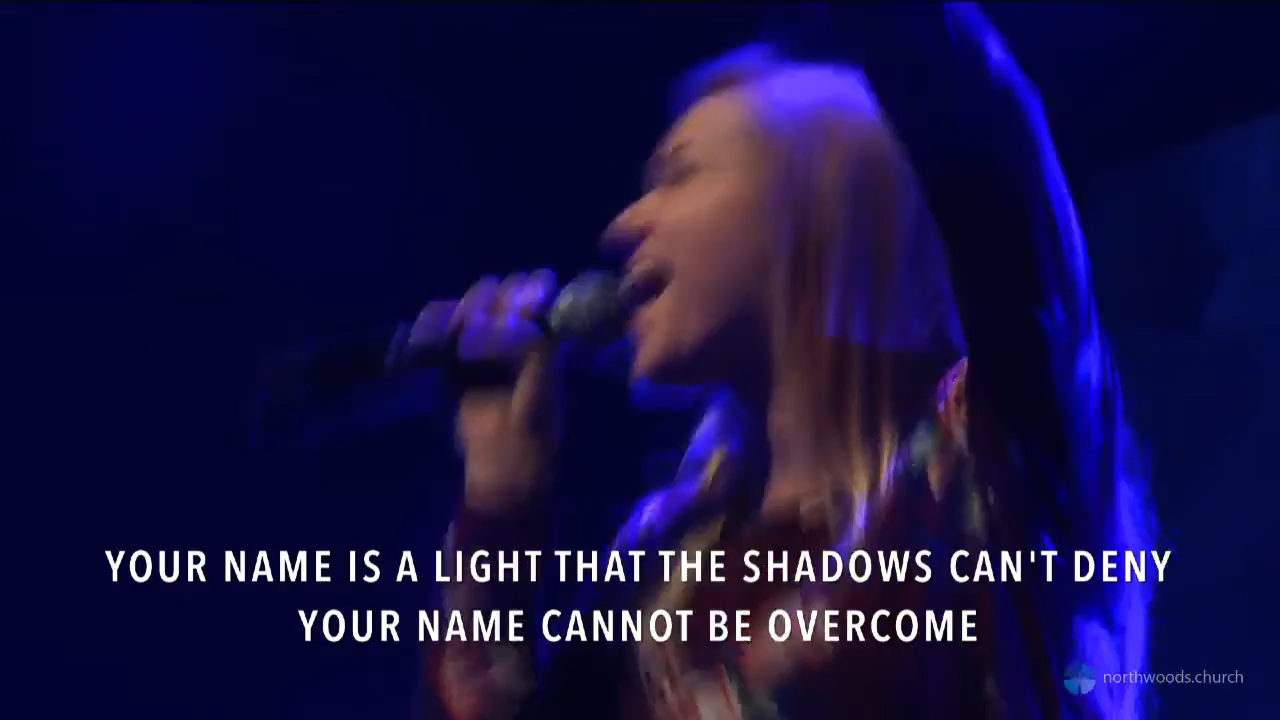 YOUR NAME IS A LIGHT THAT THE SHADOWS CAN'T DENY
YOUR NAME CANNOT BE OVERCOME
northwoods.church